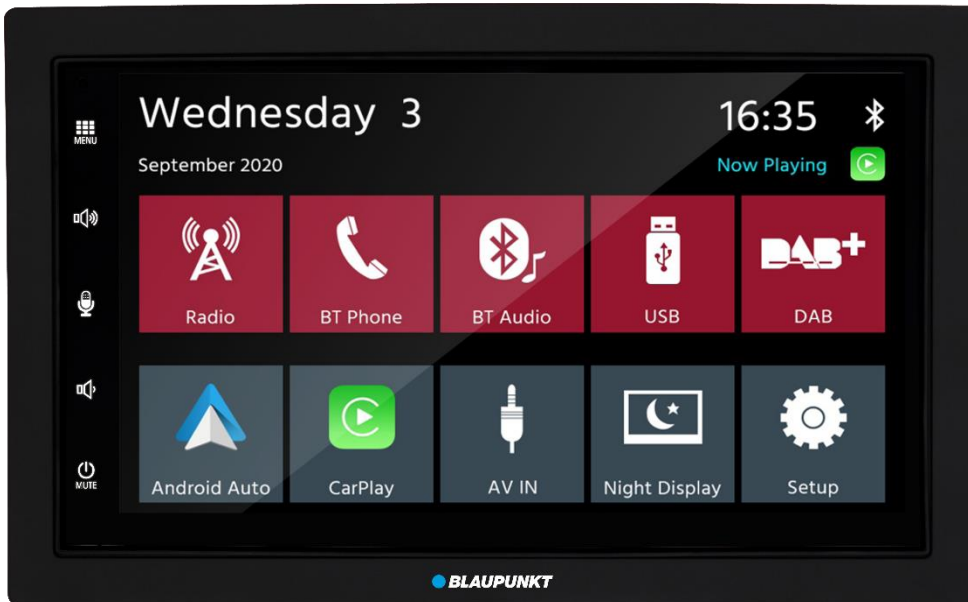 Wednesday 3
16:35
September 2020
Now Playing
MENU
Radio
BT Phone
BT Audio
USB
DAB+
DAB
Android Auto
CarPlay
AV IN
Night Display
Setup
MUTE
BLAUPUNKT